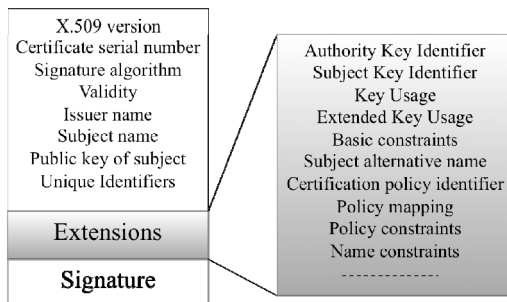 X.509 version
Certificate serial number
Signature algorithm
Validity
Issuer name
Subject name
Public key of subject
Unique Identifiers
Extensions
Signature
Authority Key Identifier
Subject Key Identifier
Key Usage
Extended Key Usage
Basic constraints
Subject alternative name
Certification policy identifier
Policy mapping
Policy constraints
Name constraints
--------------